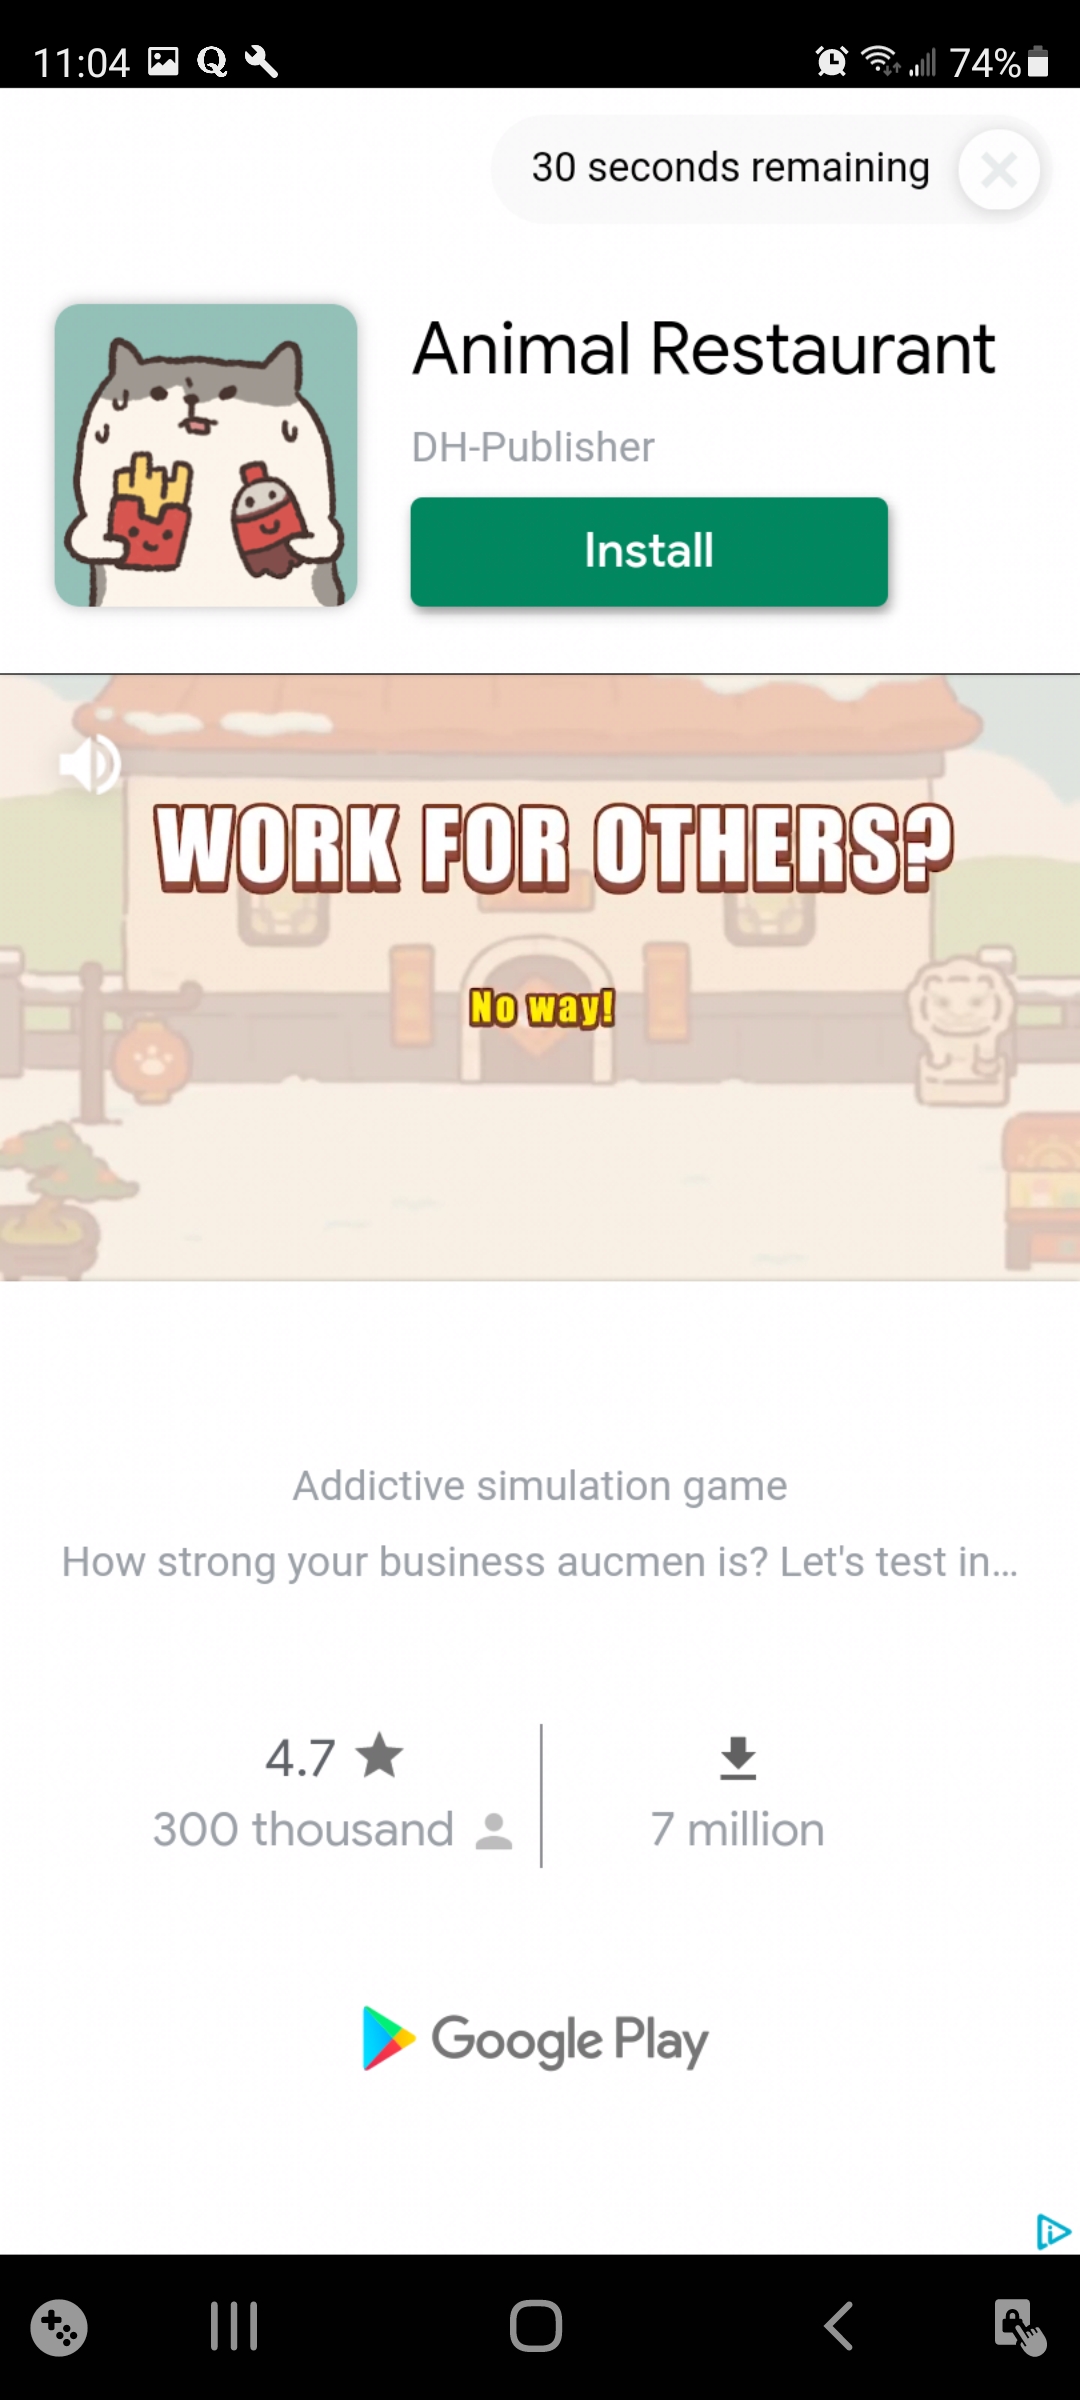 11:04
74%
30 seconds remaining
Animal Restaurant
DH-Publisher
Install
WORK FOR OTHERS?
No way!
Addictive simulation game
How strong your business aucmen is? Let's test in...
4.7
300 thousand
7 million
Google Play